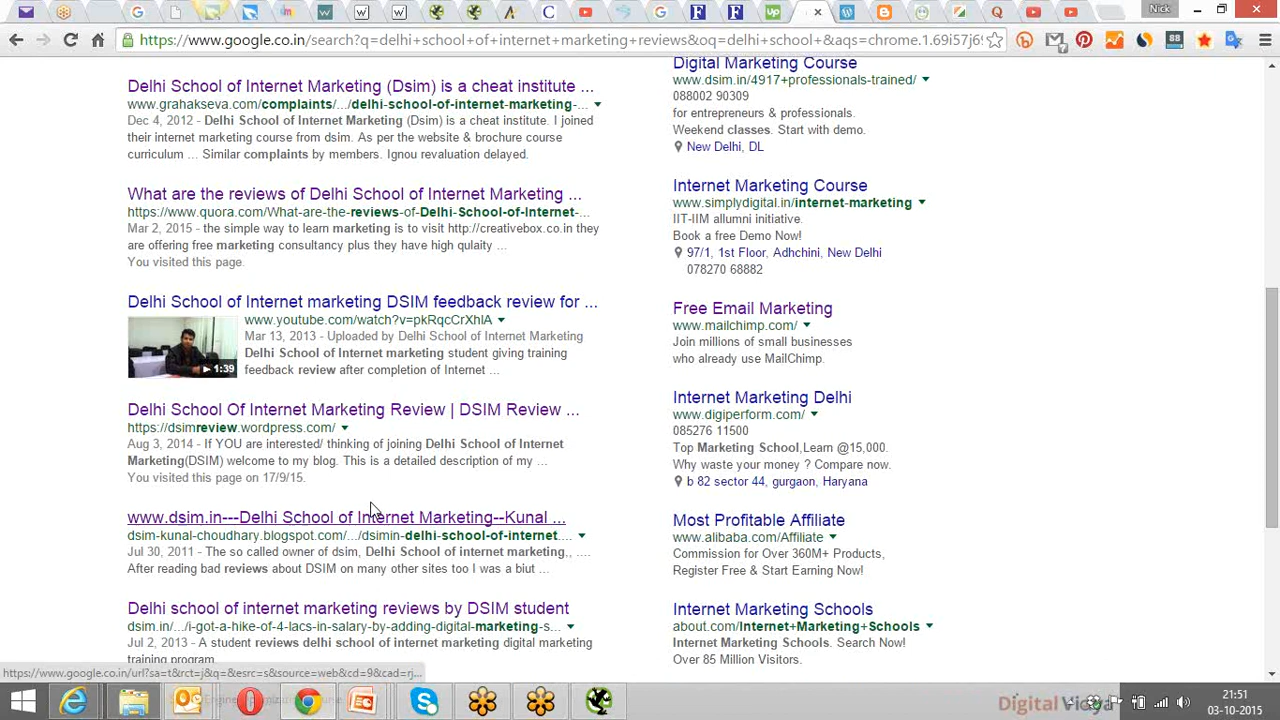 Nick
https://www.google.co.in/search?q=delhi+school+of+internet+marketing+reviews&oq=delhi+school+&aqs=chrome.1.69i57j69
88
Delhi School of Internet Marketing (Dsim) is a cheat institute ...
www.grahakseva.com/complaints/.../delhi-school-of-internet-marketing-...
Dec 4, 2012 - Delhi School of Internet Marketing (Dsim) is a cheat institute. I joined
their internet marketing course from dsim. As per the website & brochure course
curriculum ... Similar complaints by members. Ignou revaluation delayed.
What are the reviews of Delhi School of Internet Marketing ...
https://www.quora.com/What-are-the-reviews-of-Delhi-School-of-internet-...
Mar 2, 2015 - the simple way to learn marketing is to visit http://creativebox.co.in they
are offering free marketing consultancy plus they have high qulaity ...
You visited this page.
Delhi School of Internet marketing DSIM feedback review for ...
www.youtube.com/watch?v=pkRqcCrXhlA
Mar 13, 2013 - Uploaded by Delhi School of Internet Marketing
Delhi School of Internet marketing student giving training
feedback review after completion of Internet ...
1:39
Delhi School Of Internet Marketing Review | DSIM Review ...
https://dsimreview.wordpress.com/
Aug 3, 2014 - If YOU are interested/ thinking of joining Delhi School of Internet
Marketing(DSIM) welcome to my blog. This is a detailed description of my ...
You visited this page on 17/9/15.
www.dsim.in---Delhi School of Internet Marketing--Kunal ...
dsim-kunal-choudhary.blogspot.com/.../dsimin-delhi-school-of-internet....
Jul 30, 2011 - The so called owner of dsim, Delhi School of internet marketing,, ....
After reading bad reviews about DSIM on many other sites too I was a biut ...
Delhi school of internet marketing reviews by DSIM student
dsim.in/.../i-got-a-hike-of-4-lacs-in-salary-by-adding-digital-marketing-s...
Jul 2, 2013 - A student reviews delhi school of internet marketing digital marketing
training program
Digital Marketing Course
www.dsim.in/4917+professionals-trained/
088002 90309
for entrepreneurs & professionals.
Weekend classes. Start with demo.
New Delhi, DL
Internet Marketing Course
www.simplydigital.in/internet-marketing
IIT-IIM allumni initiative.
Book a free Demo Now!
97/1, 1st Floor, Adhchini, New Delhi
078270 68882
Free Email Marketing
www.mailchimp.com/
Join millions of small businesses
who already use MailChimp.
Internet Marketing Delhi
www.digiperform.com/
085276 11500
Top Marketing School,Learn @15,000.
Why waste your money ? Compare now.
b 82 sector 44, gurgaon, Haryana
Most Profitable Affiliate
www.alibaba.com/Affiliate
Commission for Over 360M+ Products,
Register Free & Start Earning Now!
Internet Marketing Schools
about.com/Internet+Marketing+Schools
Internet Marketing Schools. Search Now!
Over 85 Million Visitors.
https://www.google.co.in/url?sa=t&rct=j&q=&esrc=s&source=web&cd=9&cad=rj...
Digital Vidya
21:51
03-10-2015